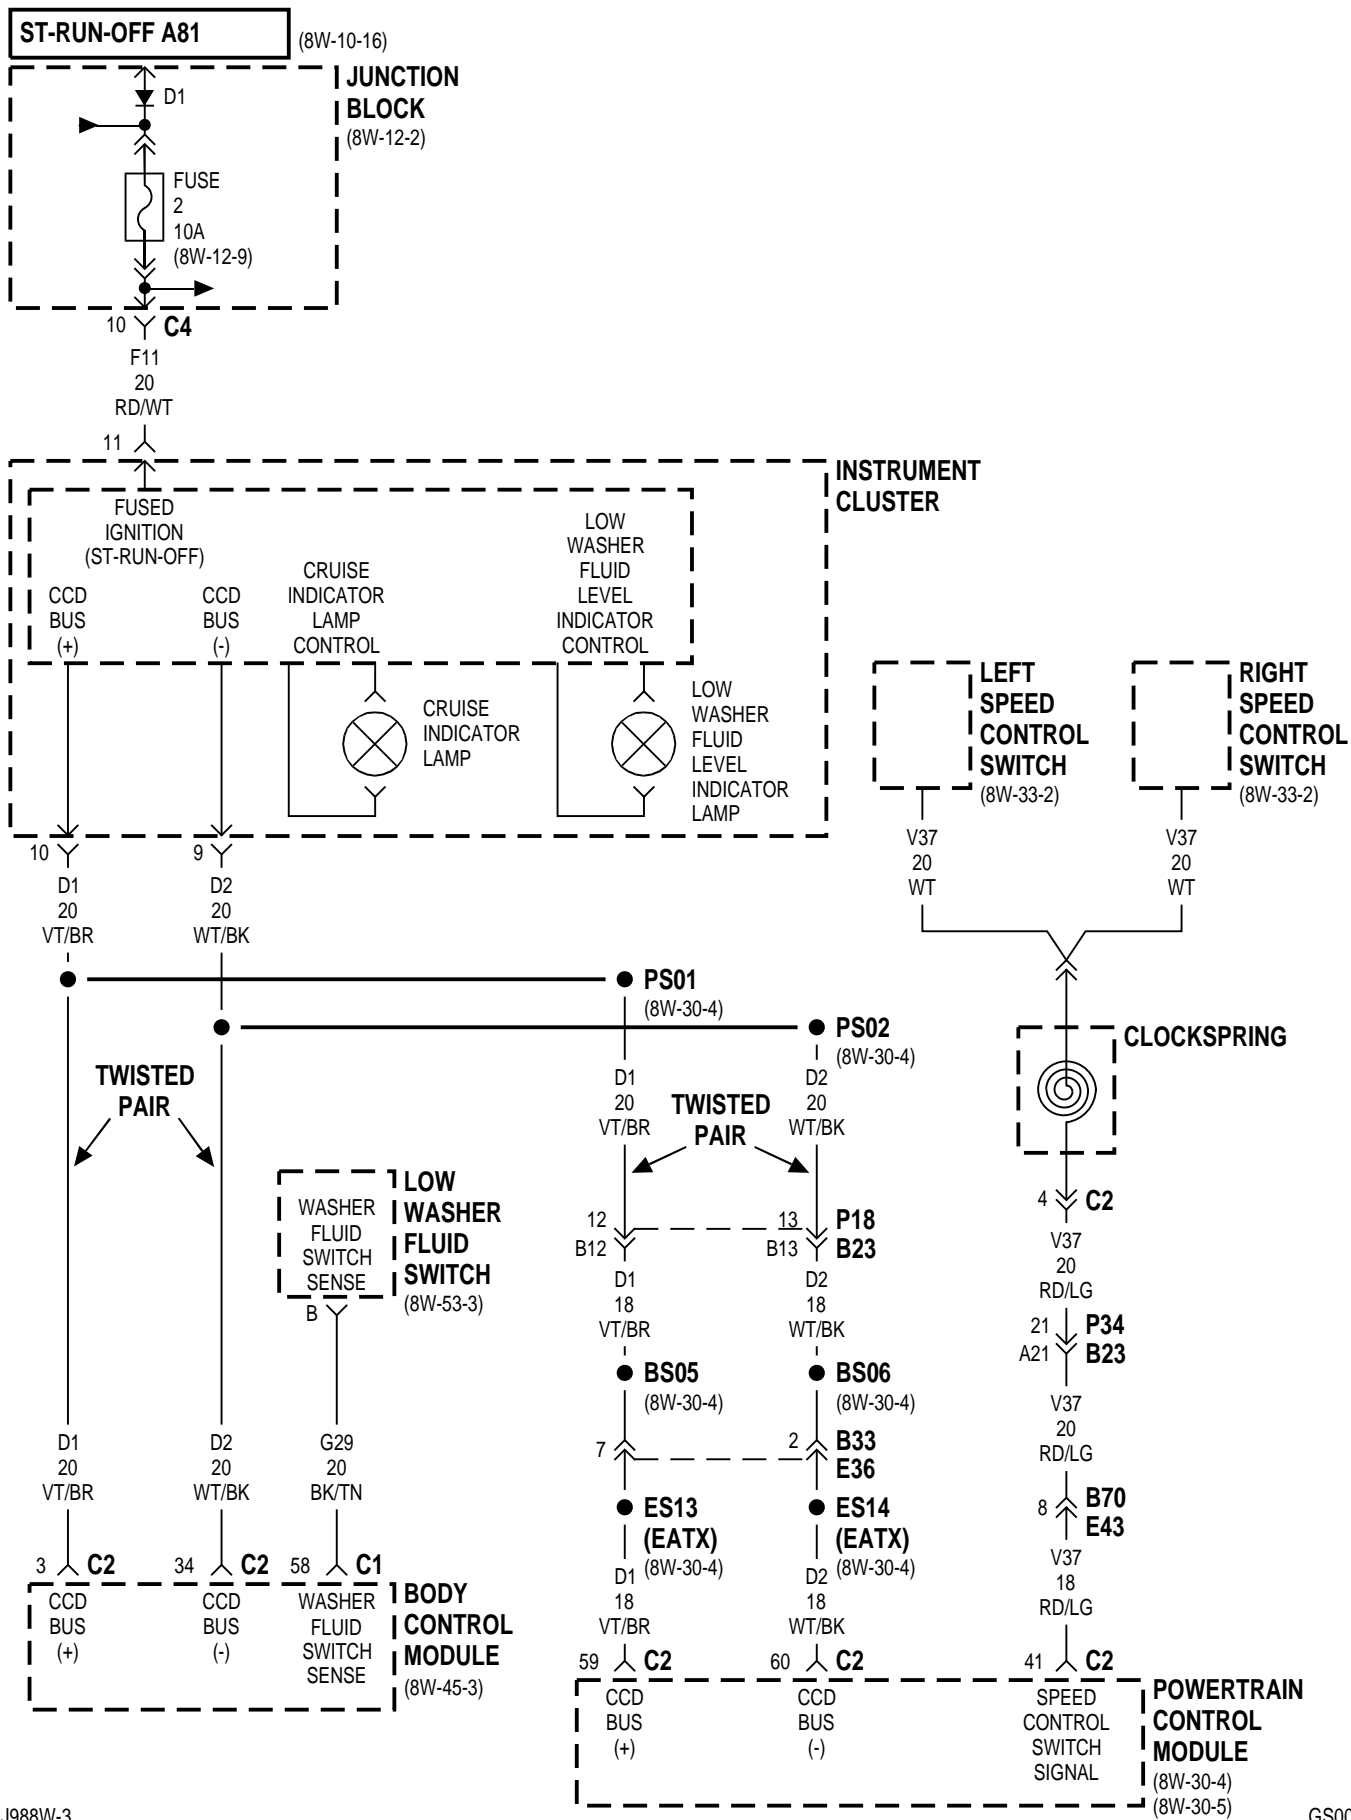 ST-RUN-OFF A81
(8W-10-16)
JUNCTION
BLOCK
(8W-12-2)
D1
FUSE
2
10A
(8W-12-9)
10
C4
F11
20
RD/WT
11
INSTRUMENT
CLUSTER
FUSED
IGNITION
(ST-RUN-OFF)
CCD
BUS
(+)
CCD
BUS
(-)
CRUISE
INDICATOR
LAMP
CONTROL
LOW
WASHER
FLUID
LEVEL
INDICATOR
CONTROL
CRUISE
INDICATOR
LAMP
LOW
WASHER
FLUID
LEVEL
INDICATOR
LAMP
LEFT
SPEED
CONTROL
SWITCH
(8W-33-2)
RIGHT
SPEED
CONTROL
SWITCH
(8W-33-2)
10
D1
20
VT/BR
9
D2
20
WT/BK
V37
20
WT
V37
20
WT
PS01
(8W-30-4)
PS02
(8W-30-4)
CLOCKSPRING
TWISTED
PAIR
D1
20
VT/BR
TWISTED
PAIR
D2
20
WT/BK
WASHER
FLUID
SWITCH
SENSE
LOW
WASHER
FLUID
SWITCH
(8W-53-3)
B
12
13
P18
B12
B13
B23
D1
18
VT/BR
D2
18
WT/BK
4
C2
V37
20
RD/LG
21
P34
A21
B23
BS05
(8W-30-4)
BS06
(8W-30-4)
V37
20
RD/LG
7
2
B33
E36
D1
20
VT/BR
D2
20
WT/BK
G29
20
BK/TN
ES13
(EATX)
(8W-30-4)
ES14
(EATX)
(8W-30-4)
8
B70
E43
V37
18
RD/LG
D1
18
VT/BR
D2
18
WT/BK
3
C2
34
C2
58
C1
CCD
BUS
(+)
CCD
BUS
(-)
WASHER
FLUID
SWITCH
SENSE
BODY
CONTROL
MODULE
(8W-45-3)
59
C2
60
C2
41
C2
CCD
BUS
(+)
CCD
BUS
(-)
SPEED
CONTROL
SWITCH
SIGNAL
POWERTRAIN
CONTROL
MODULE
(8W-30-4)
(8W-30-5)
J988W-3
GS00